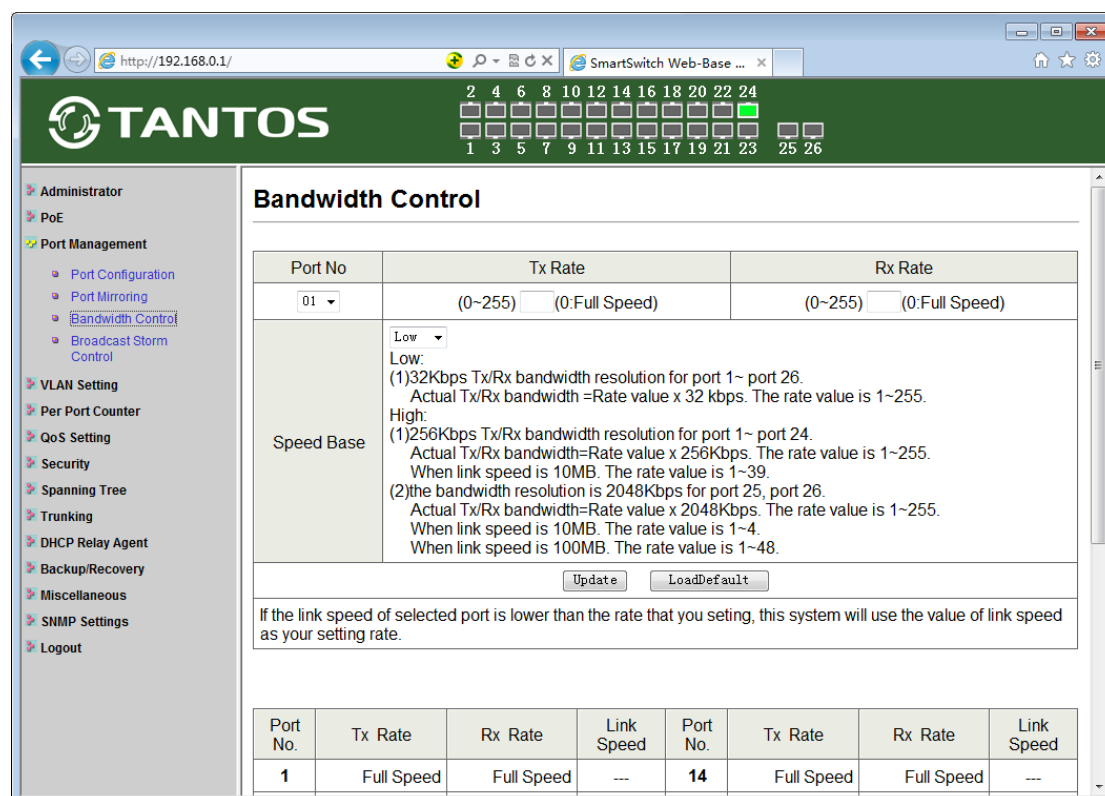 http://192.168.0.1/
SmartSwitch Web-Base ...
TANTOS
2 4 6 8 10 12 14 16 18 20 22 24
1 3 5 7 9 11 13 15 17 19 21 23 25 26
Administrator
PoE
Port Management
Port Configuration
Port Mirroring
Bandwidth Control
Broadcast Storm
Control
VLAN Setting
Per Port Counter
QoS Setting
Security
Spanning Tree
Trunking
DHCP Relay Agent
Backup/Recovery
Miscellaneous
SNMP Settings
Logout
Bandwidth Control
Port No Tx Rate Rx Rate
01 (0~255) (0:Full Speed) (0~255) (0:Full Speed)
Speed Base
Low
Low:
(1)32Kbps Tx/Rx bandwidth resolution for port 1~ port 26.
Actual Tx/Rx bandwidth =Rate value x 32 kbps. The rate value is 1~255.
High:
(1)256Kbps Tx/Rx bandwidth resolution for port 1~ port 24.
Actual Tx/Rx bandwidth=Rate value x 256Kbps. The rate value is 1~255.
When link speed is 10MB. The rate value is 1~39.
(2)the bandwidth resolution is 2048Kbps for port 25, port 26.
Actual Tx/Rx bandwidth=Rate value x 2048Kbps. The rate value is 1~255.
When link speed is 10MB. The rate value is 1~4.
When link speed is 100MB. The rate value is 1~48.
Update LoadDefault
If the link speed of selected port is lower than the rate that you seting, this system will use the value of link speed
as your setting rate.
Port No. Tx Rate Rx Rate Link Speed Port No. Tx Rate Rx Rate Link Speed
1 Full Speed Full Speed --- 14 Full Speed Full Speed ---